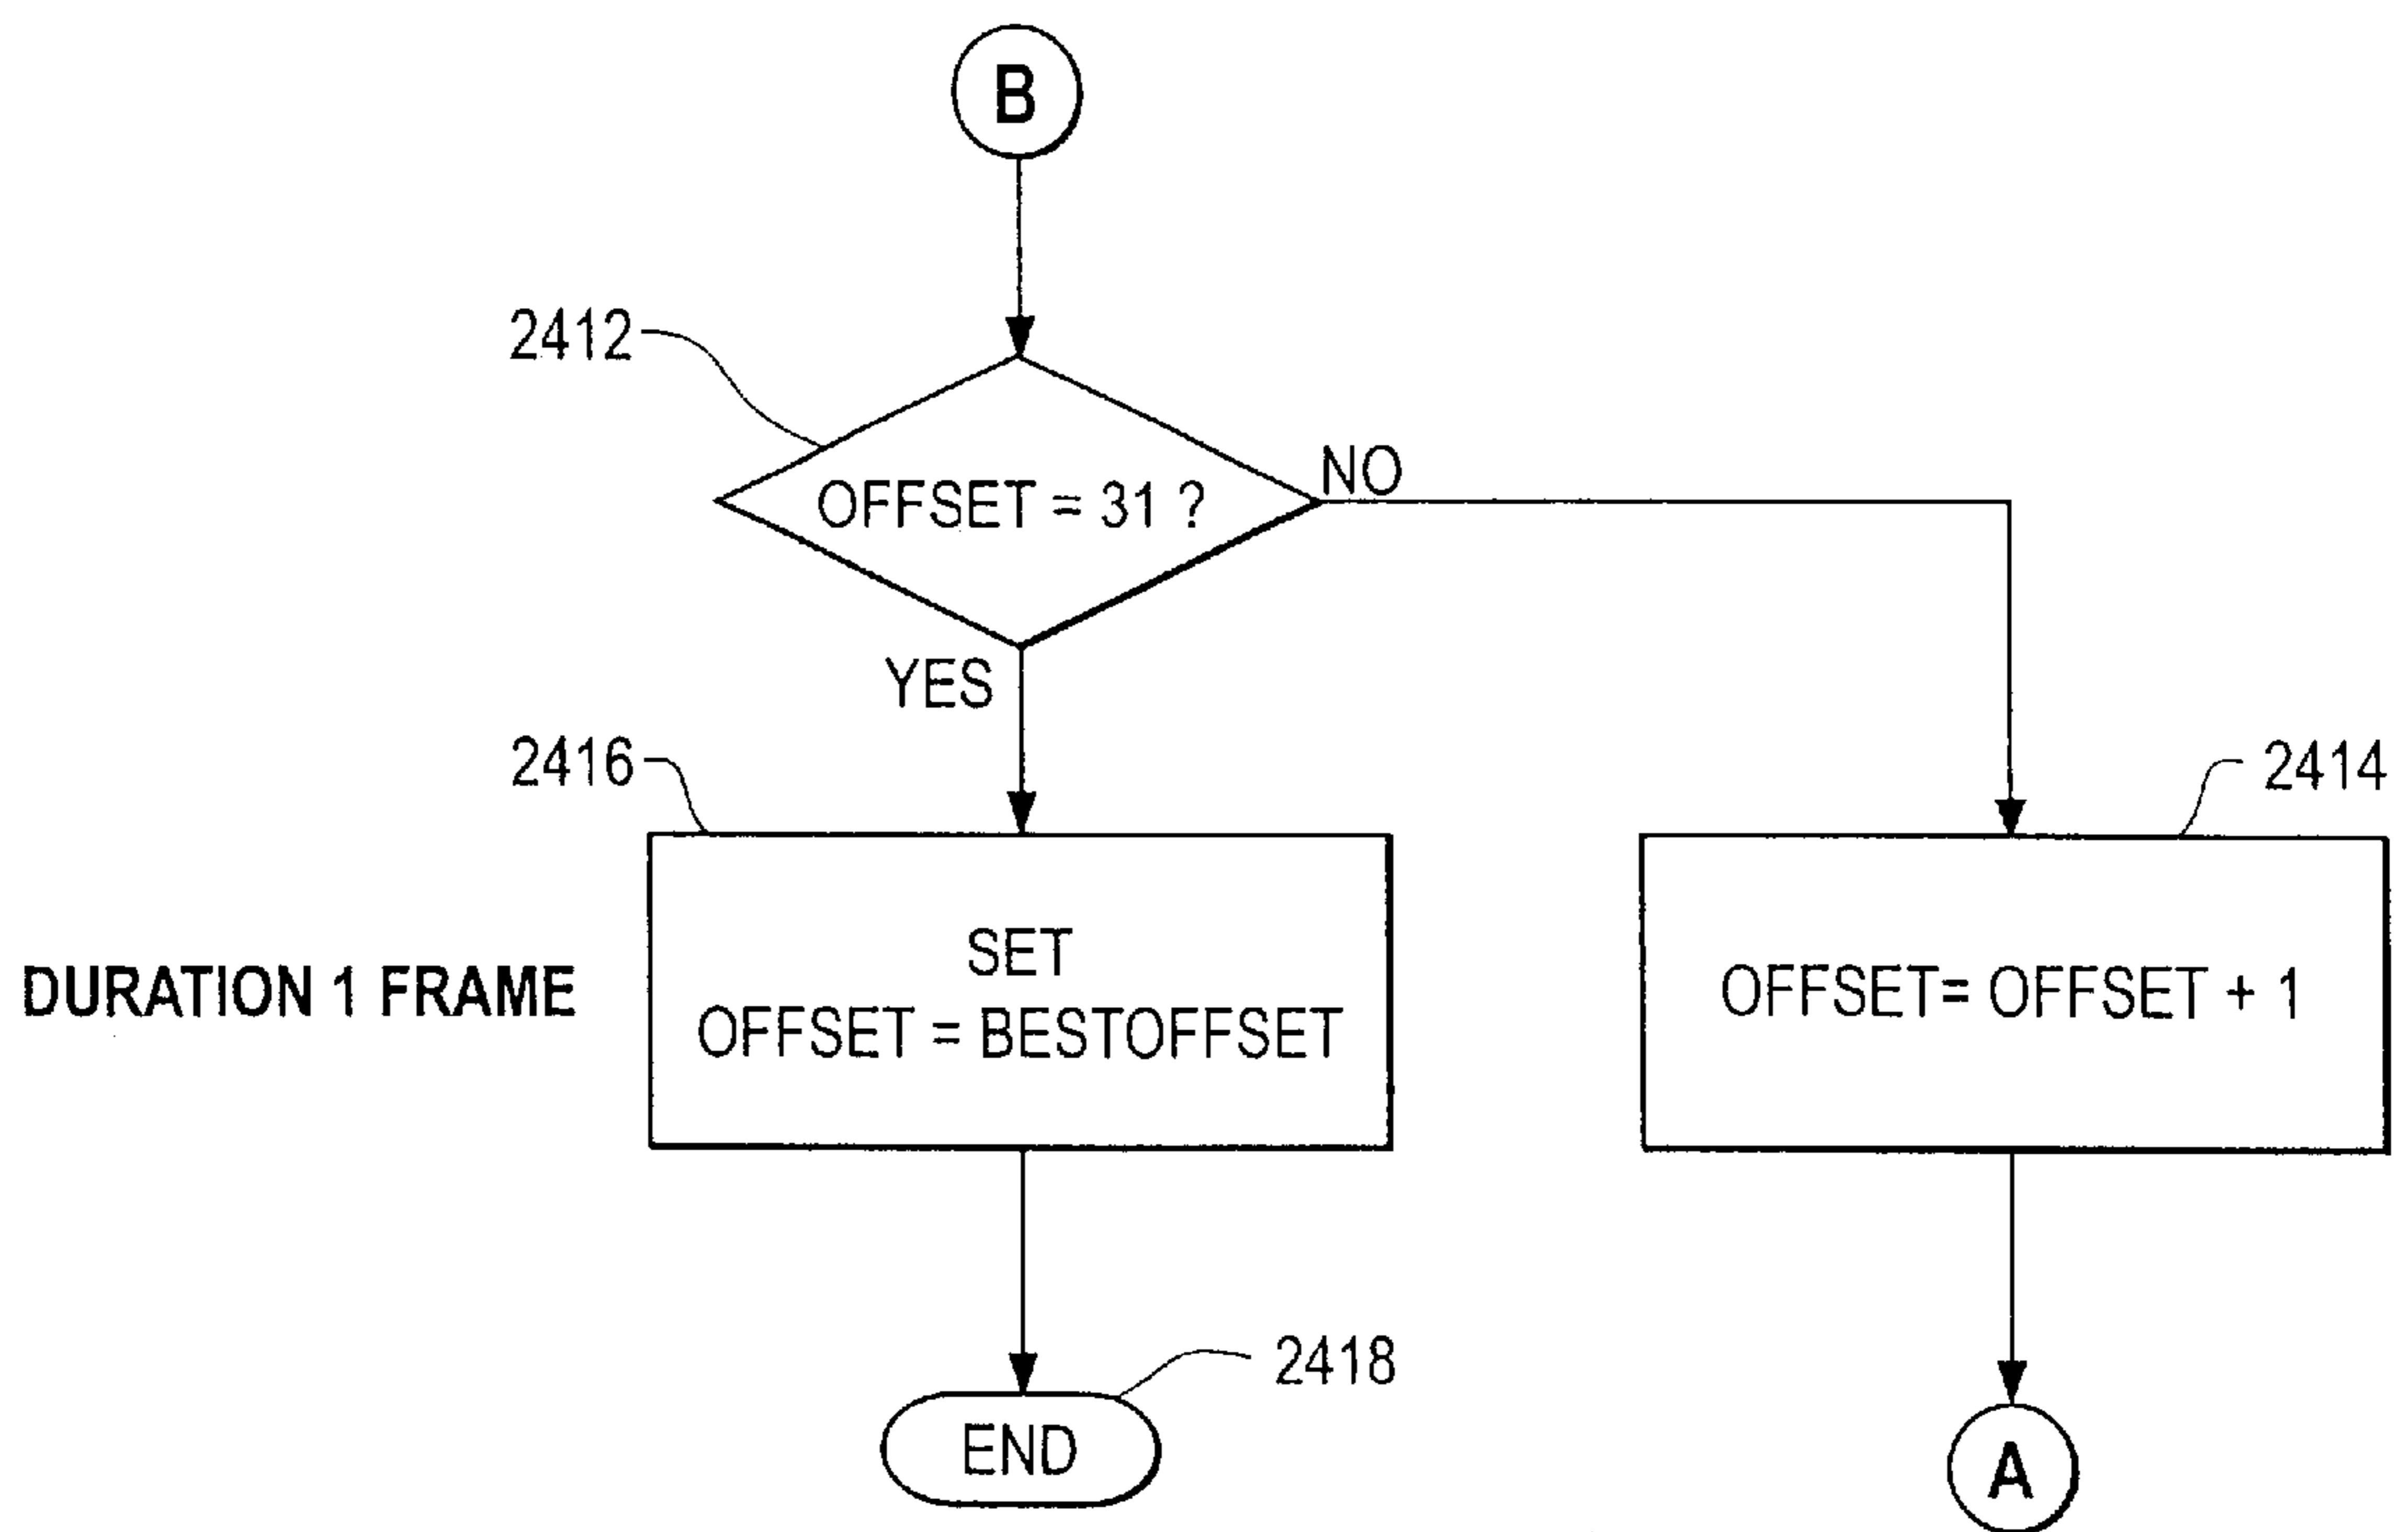 B
2412
OFFSET = 31 ?
NO
YES
2416
2414
SET
OFFSET = BESTOFFSET
DURATION 1 FRAME
OFFSET= OFFSET + 1
2418
END
A